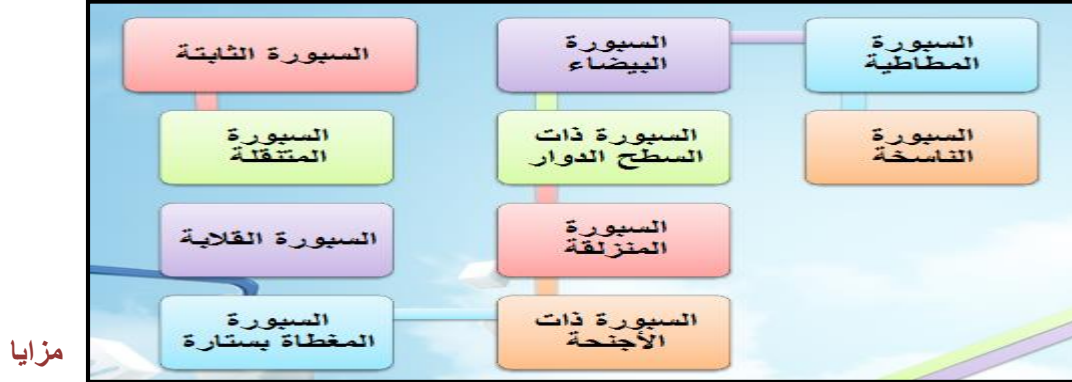 السبورة الثابتة
السبورة
المتنقلة
السبورة القلابة
السبورة
المغطاة بستارة
السبورة ذات
الأجنحة
السبورة
المنزلقة
السبورة ذات
السطح الدوار
السبورة
البيضاء
السبورة
المطاطية
السبورة
الناسخة
مزايا